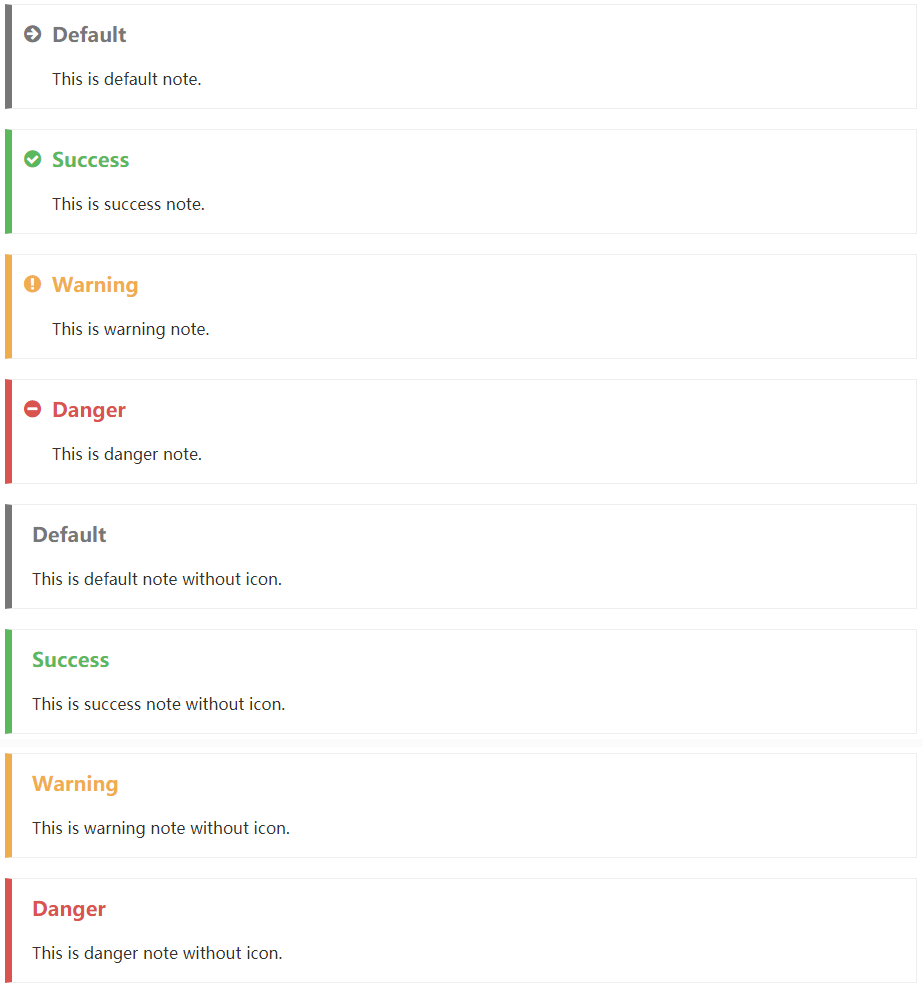 Default
This is default note.
Success
This is success note.
Warning
This is warning note.
Danger
This is danger note.
Default
This is default note without icon.
Success
This is success note without icon.
Warning
This is warning note without icon.
Danger
This is danger note without icon.